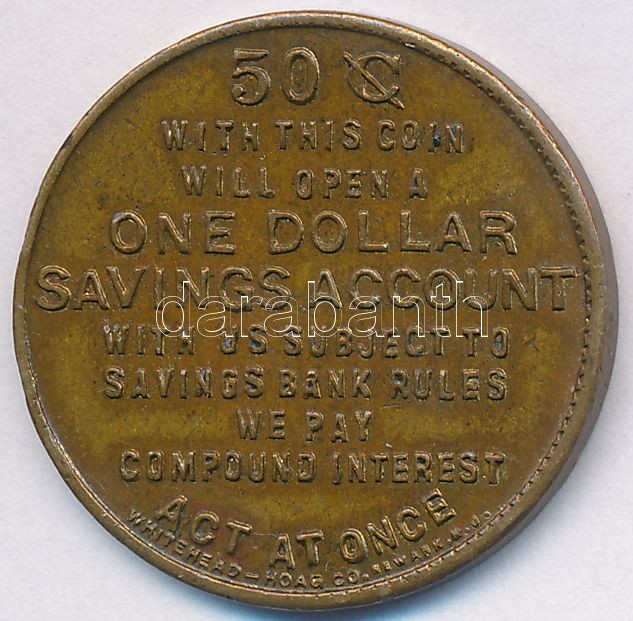 50 ¢
WITH THIS COIN
WILL OPEN A
ONE DOLLAR
SAVINGS ACCOUNT
darabanth
WITH US SUBJECT TO
SAVINGS BANK RULES
WE PAY
COMPOUND INTEREST
ACT AT ONCE
WHITEHEAD-HOAG CO. NEWARK, N.J.